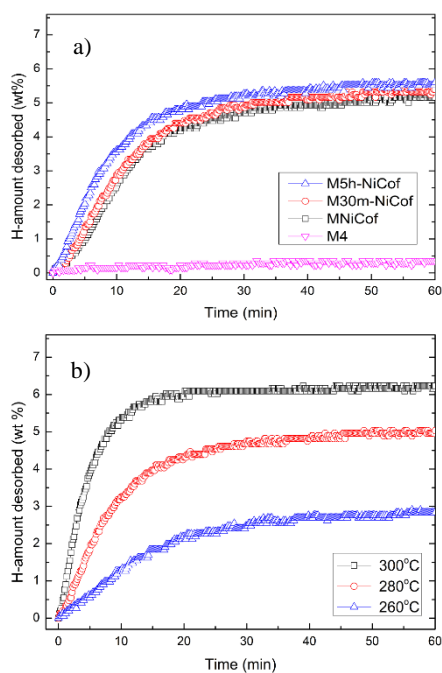 a)
H-amount desorbed (wt%)
7
6
5
4
3
2
1
0
M5h-NiCof
M30m-NiCof
MNiCof
M4
0 10 20 30 40 50 60
Time (min)
b)
H-amount desorbed (wt %)
7
6
5
4
3
2
1
0
300°C
280°C
260°C
0 10 20 30 40 50 60
Time (min)